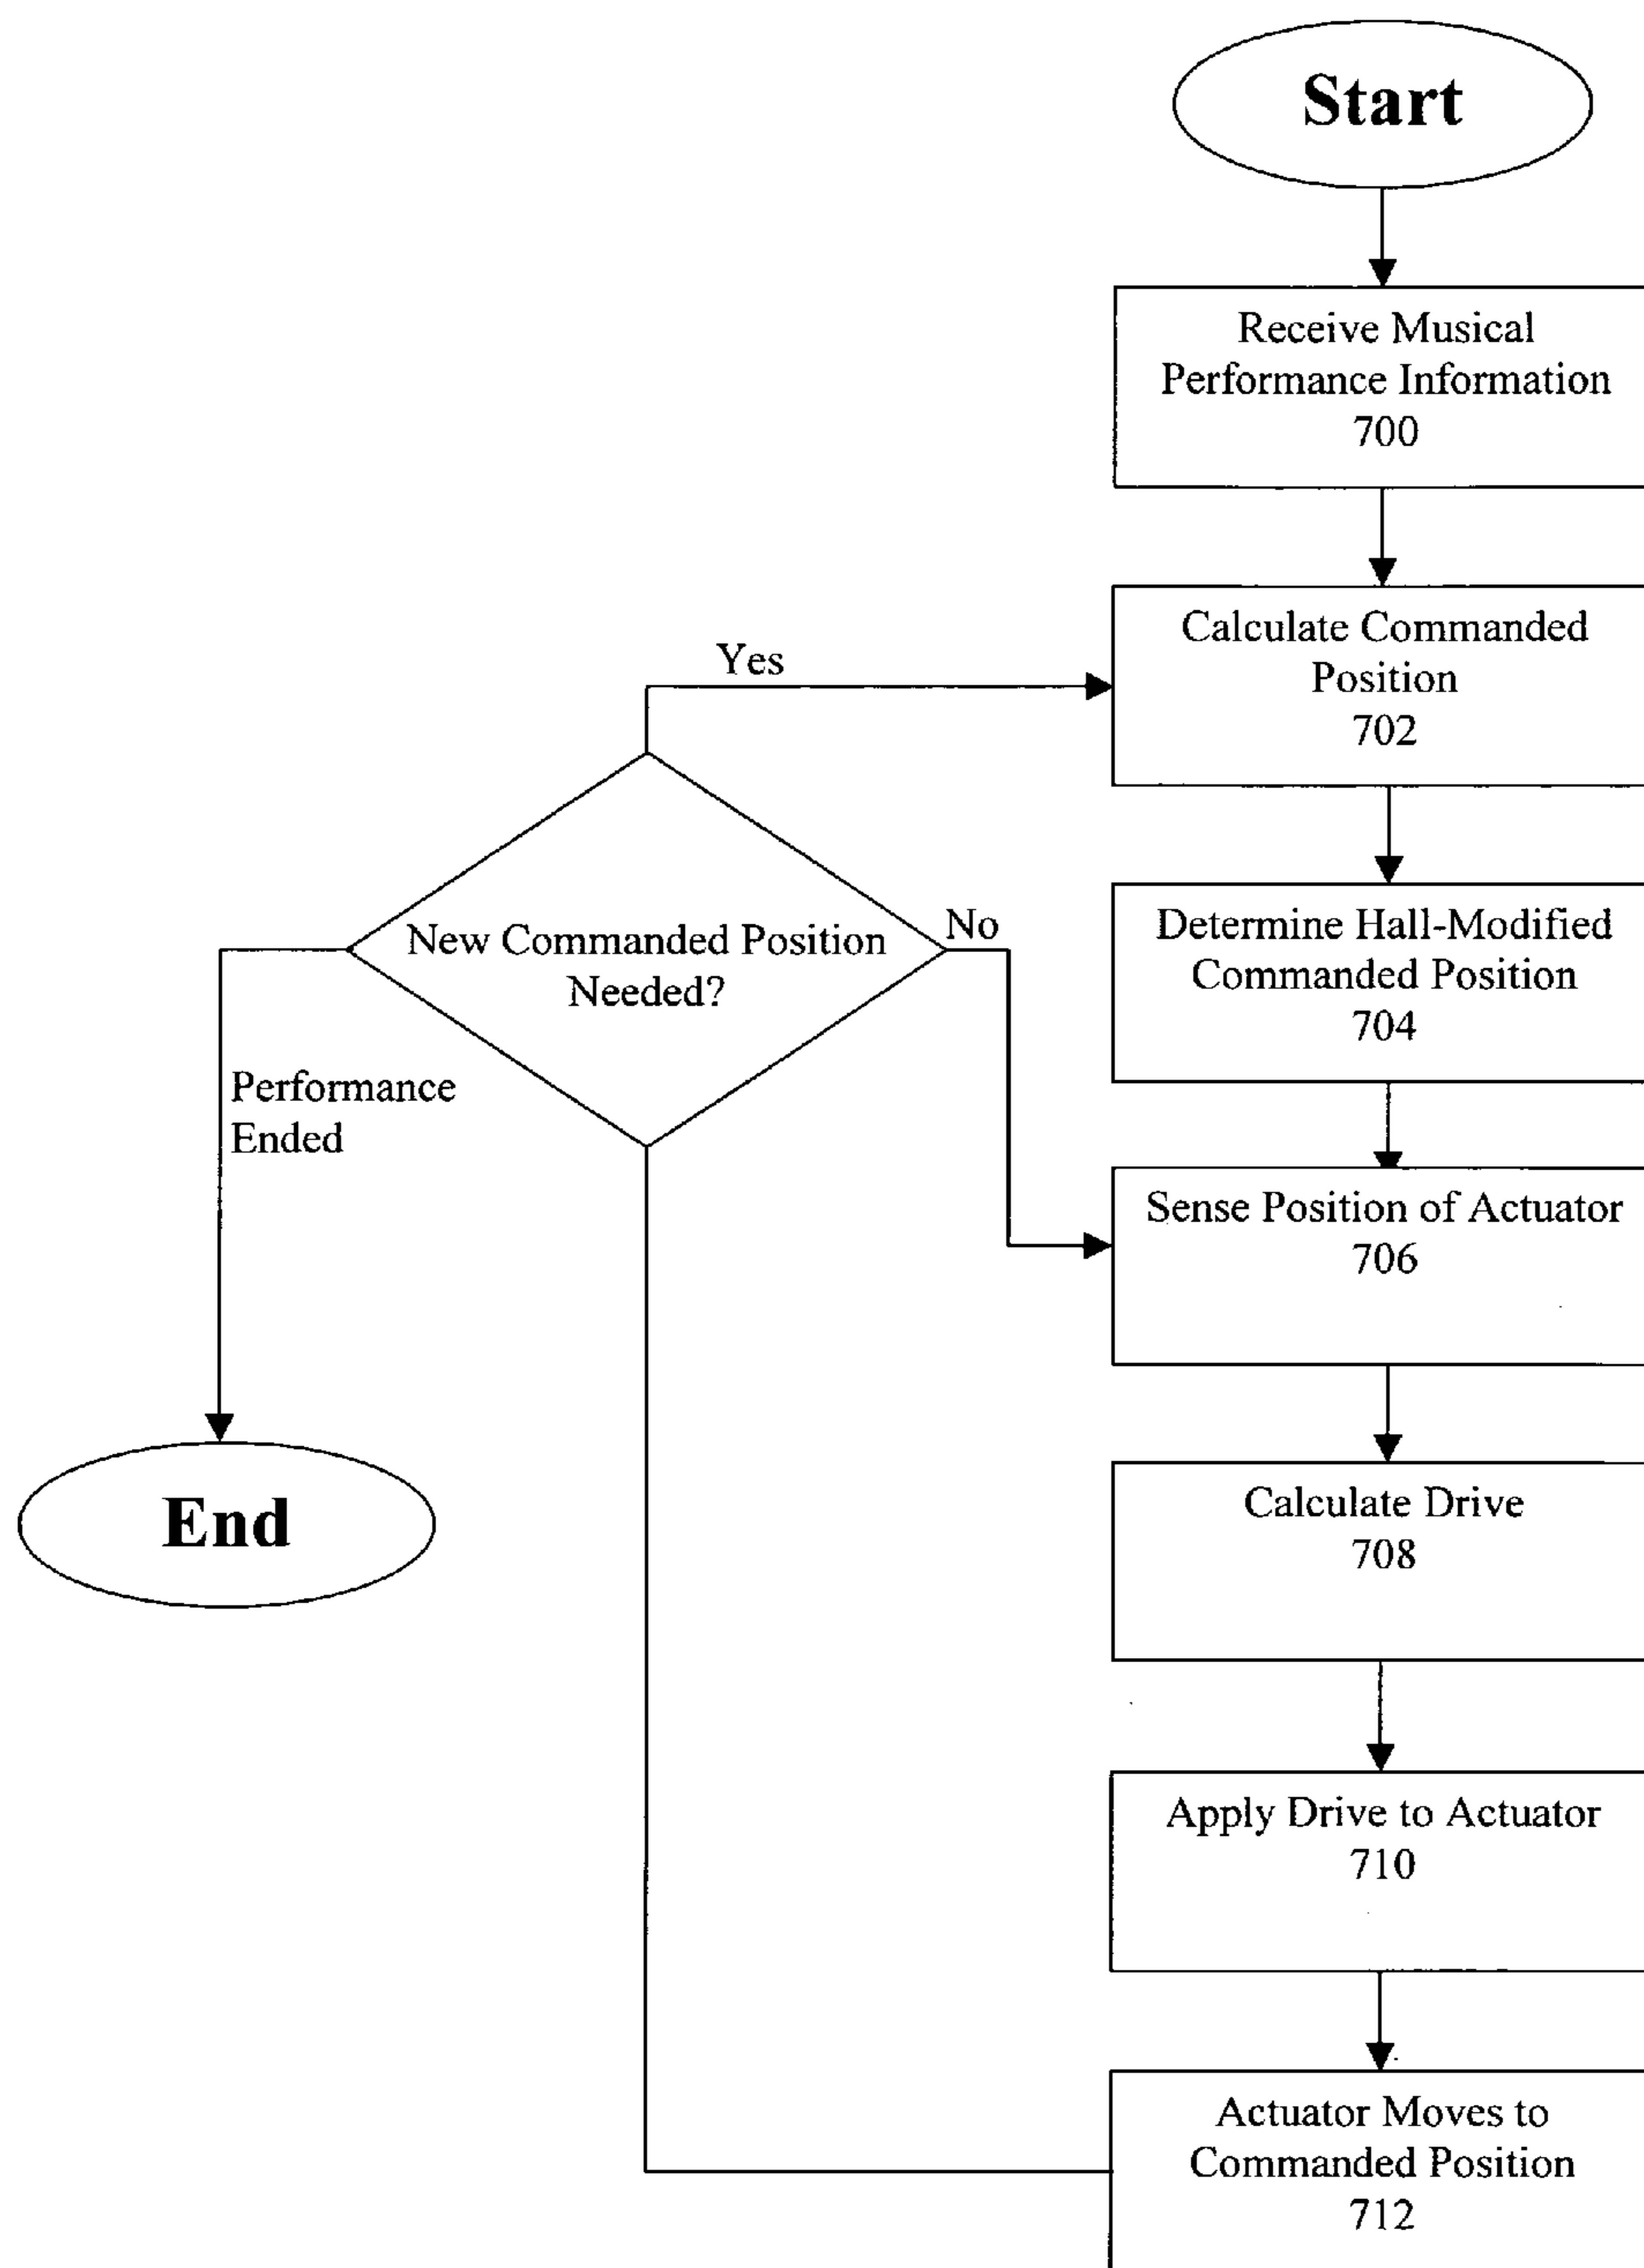 Start
Receive Musical
Performance Information
700
Calculate Commanded
Position
702
Yes
Determine Hall-Modified
Commanded Position
704
No
New Commanded Position
Needed?
Performance
Ended
Sense Position of Actuator
706
End
Calculate Drive
708
Apply Drive to Actuator
710
Actuator Moves to
Commanded Position
712